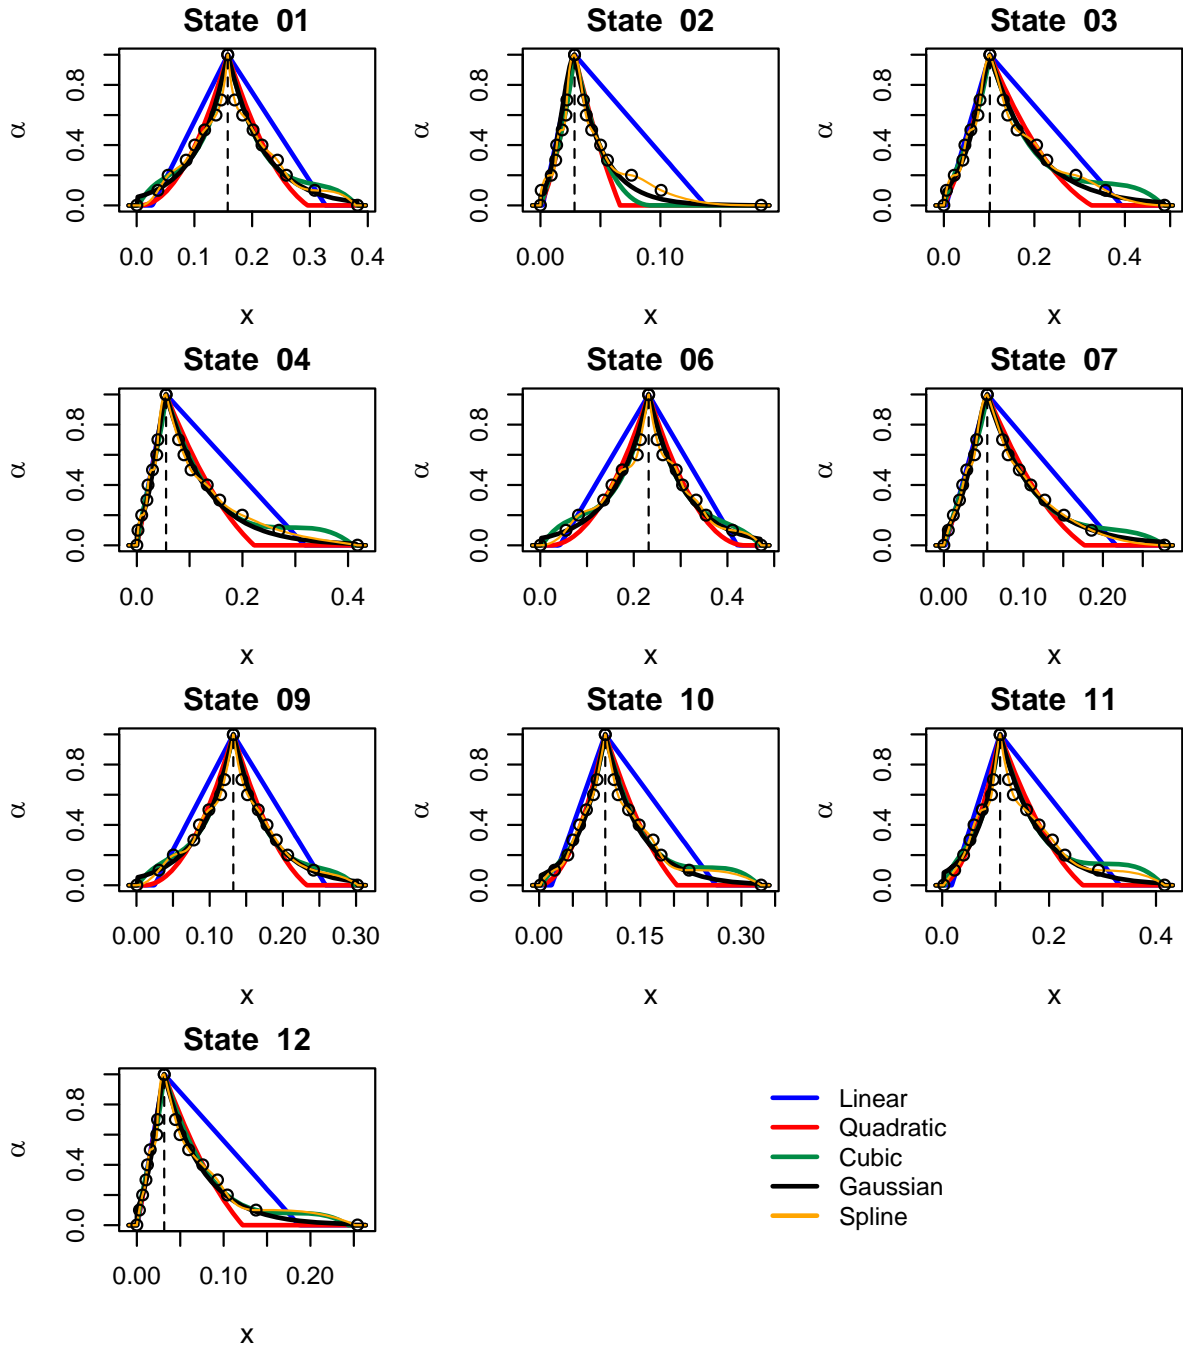 State 01
State 02
State 03
α
0.0 0.4 0.8
0.0 0.1 0.2 0.3 0.4
x
α
0.0 0.4 0.8
0.00 0.10
x
α
0.0 0.4 0.8
0.0 0.2 0.4
x
State 04
State 06
State 07
α
0.0 0.4 0.8
0.0 0.2 0.4
x
α
0.0 0.4 0.8
0.0 0.2 0.4
x
α
0.0 0.4 0.8
0.00 0.10 0.20
x
State 09
State 10
State 11
α
0.0 0.4 0.8
0.00 0.10 0.20 0.30
x
α
0.0 0.4 0.8
0.00 0.15 0.30
x
α
0.0 0.4 0.8
0.0 0.2 0.4
x
State 12
α
0.0 0.4 0.8
0.00 0.10 0.20
x
Linear
Quadratic
Cubic
Gaussian
Spline